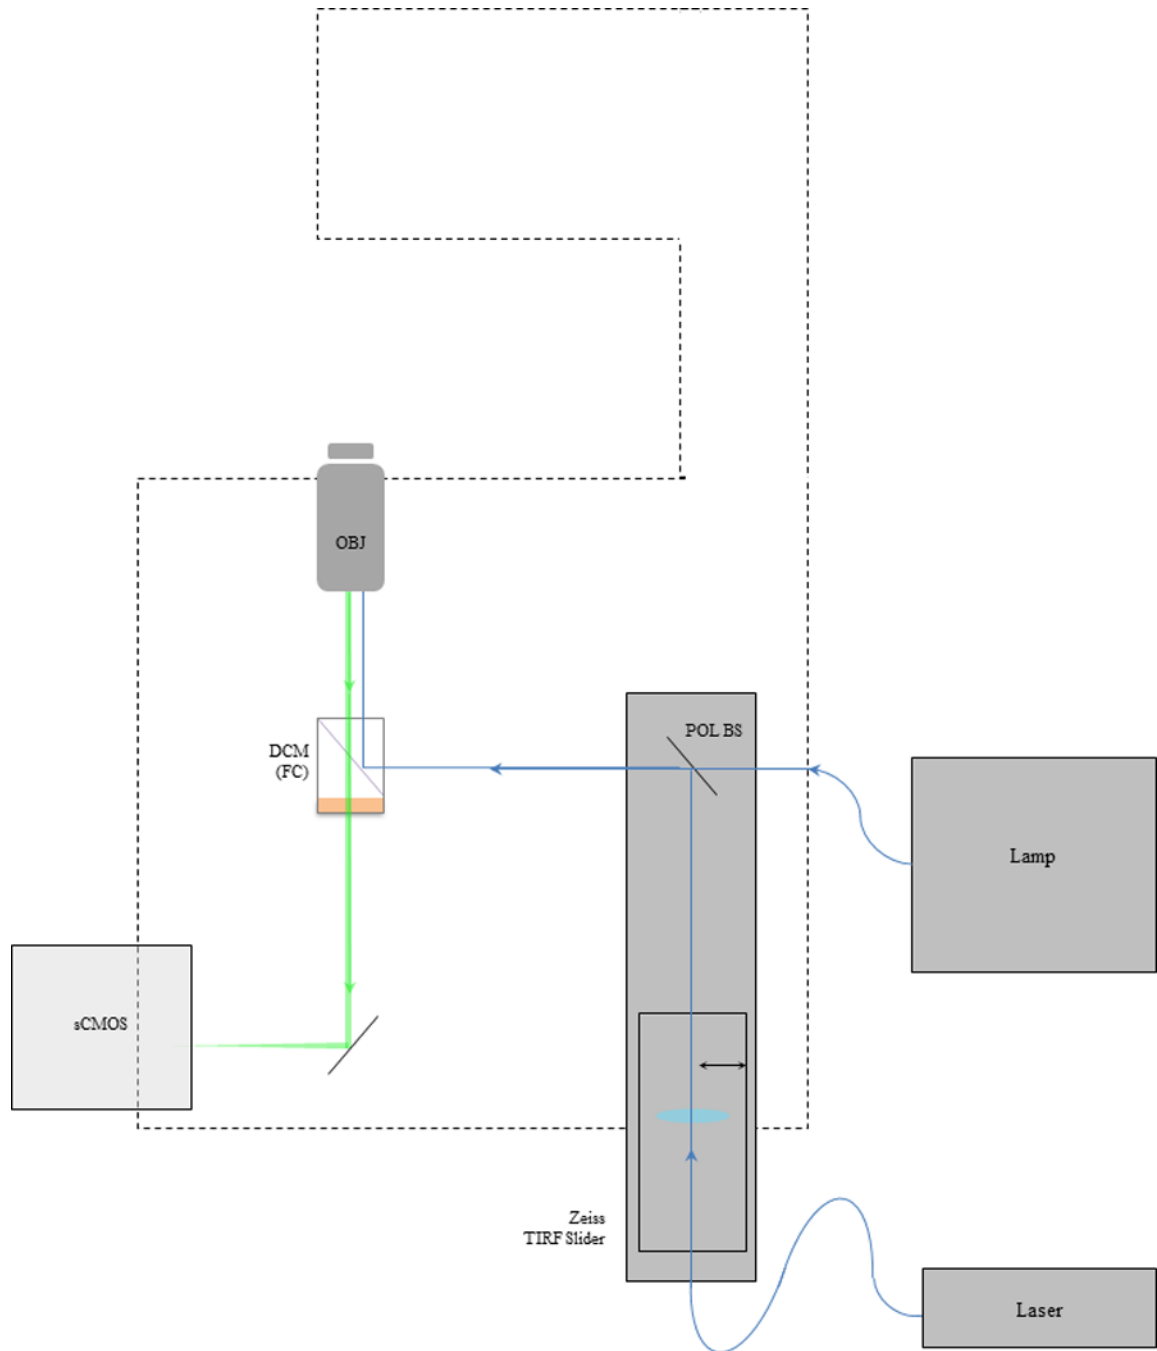 OBJ
POL BS
DCM
(FC)
Lamp
sCMOS
Zeiss
TIRF Slider
Laser